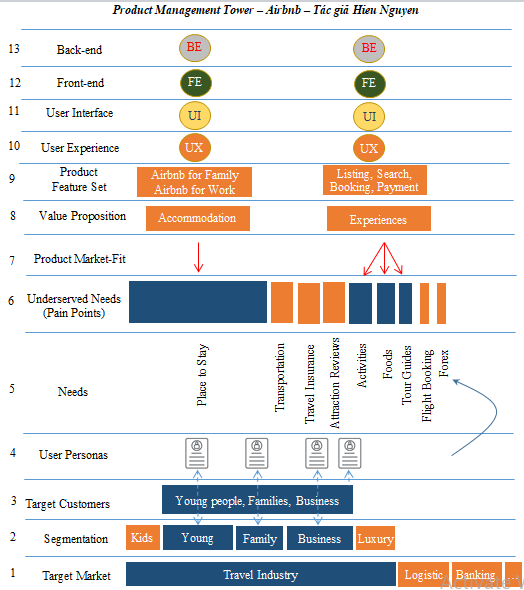 Product Management Tower – Airbnb – Tác giả Hieu Nguyen
13 Back-end BE BE
12 Front-end FE FE
11 User Interface UI UI
10 User Experience UX UX
9 Product Feature Set
Airbnb for Family
Airbnb for Work
Listing, Search,
Booking, Payment
8 Value Proposition Accommodation Experiences
7 Product Market-Fit
6 Underserved Needs
(Pain Points)
5 Needs
Place to Stay
Transportation
Travel Insurance
Attraction Reviews
Activities
Foods
Tour Guides
Flight Booking
Forex
4 User Personas
3 Target Customers Young people, Families, Business
2 Segmentation Kids Young Family Business Luxury
1 Target Market Travel Industry Logistic Banking ...